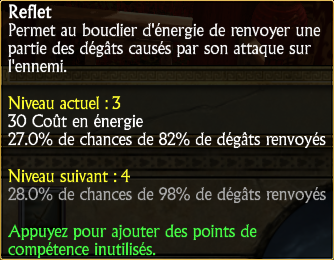 Reflet
Permet au bouclier d'énergie de renvoyer une
partie des dégâts causés par son attaque sur
l'ennemi.
Niveau actuel : 3
30 Coût en énergie
27.0% de chances de 82% de dégâts renvoyés
Niveau suivant : 4
28.0% de chances de 98% de dégâts renvoyés
Appuyez pour ajouter des points de
compétence inutilisés.